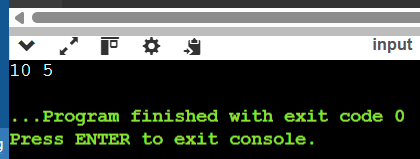 input
10 5
...Program finished with exit code 0
Press ENTER to exit console.